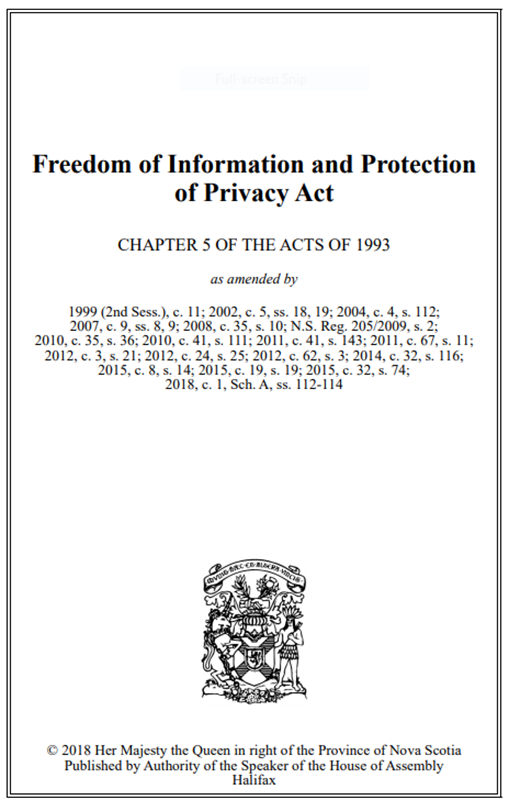 Full-screen Snip
Freedom of Information and Protection
of Privacy Act
CHAPTER 5 OF THE ACTS OF 1993
as amended by
1999 (2nd Sess.), c. 11; 2002, c. 5, ss. 18, 19; 2004, c. 4, s. 112;
2007, c. 9, ss. 8, 9; 2008, c. 35, s. 10; N.S. Reg. 205/2009, s. 2;
2010, c. 35, s. 36; 2010, c. 41, s. 111; 2011, c. 41, s. 143; 2011, c. 67, s. 11;
2012, c. 3, s. 21; 2012, c. 24, s. 25; 2012, c. 62, s. 3; 2014, c. 32, s. 116;
2015, c. 8, s. 14; 2015, c. 19, s. 19; 2015, c. 32, s. 74;
2018, c. 1, Sch. A, ss. 112-114
© 2018 Her Majesty the Queen in right of the Province of Nova Scotia
Published by Authority of the Speaker of the House of Assembly
Halifax